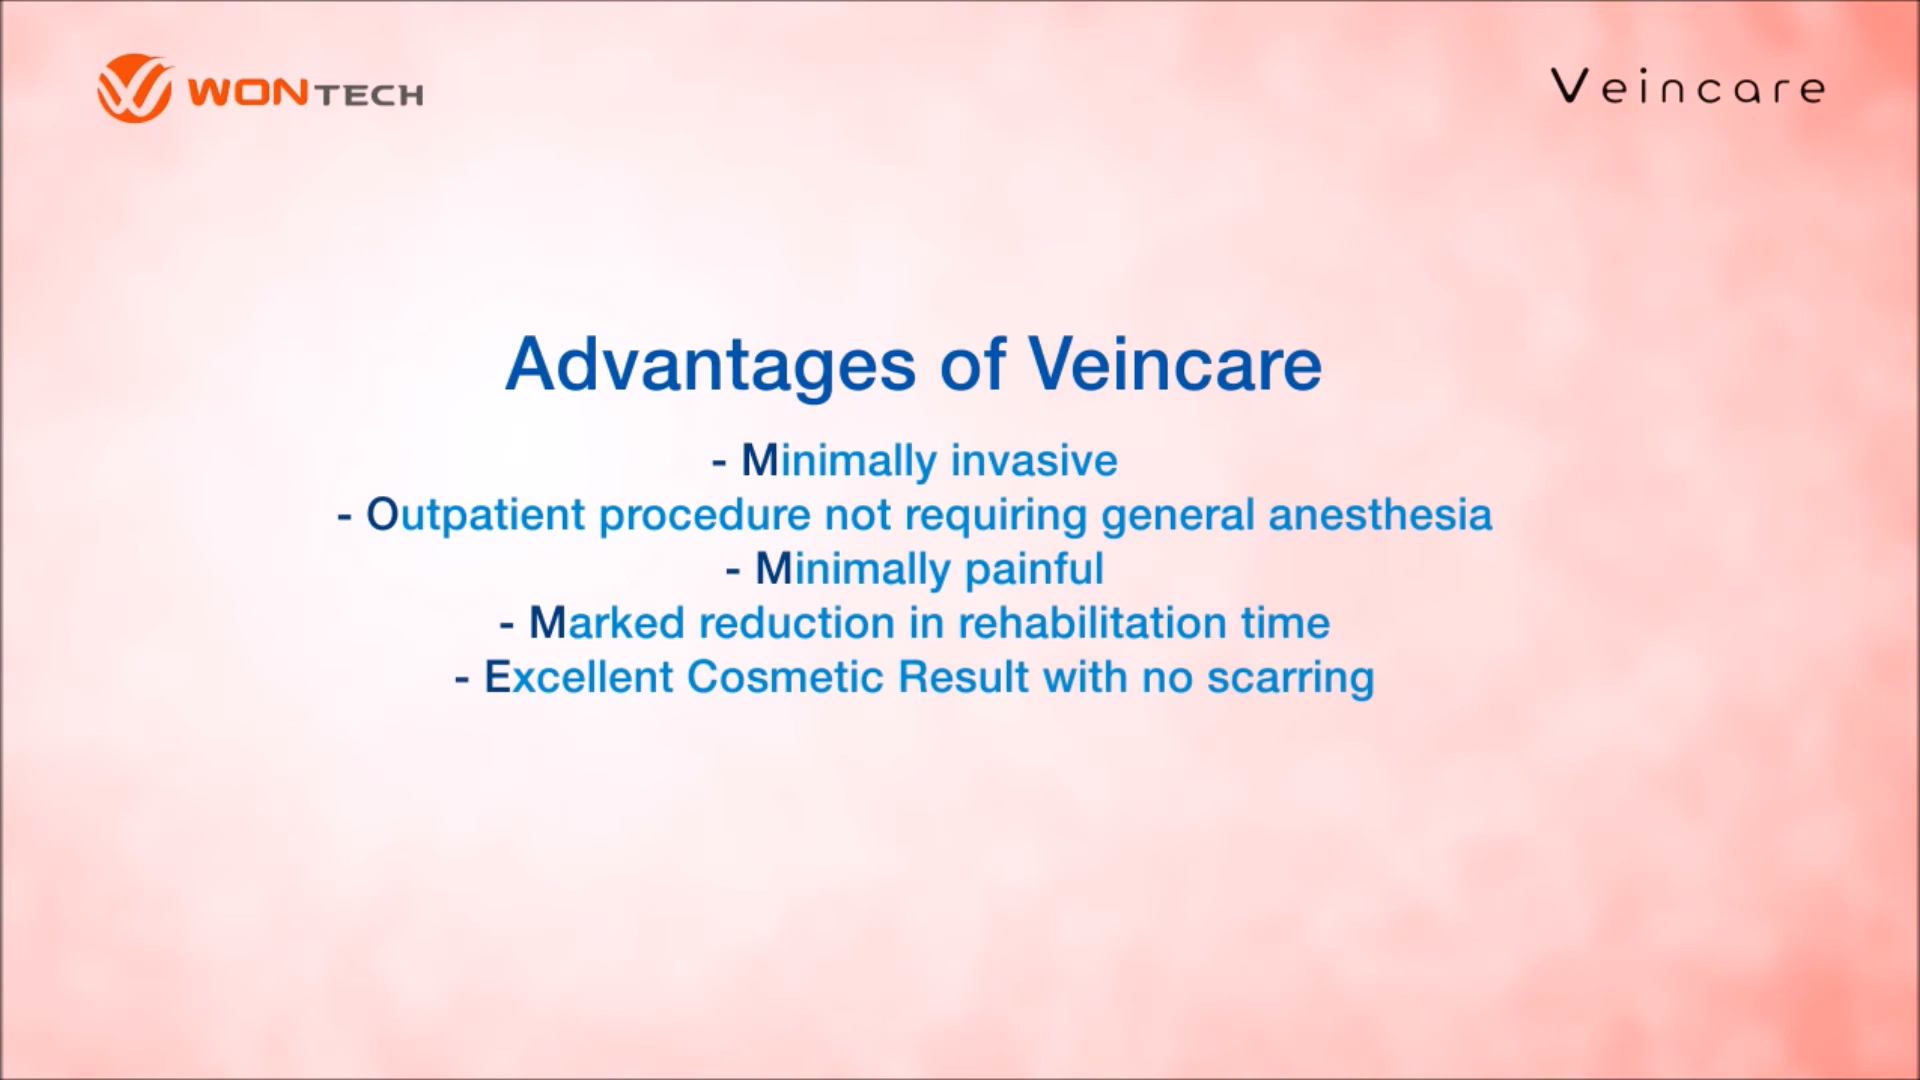 WONTECH
Veincare
Advantages of Veincare
- Minimally invasive
- Outpatient procedure not requiring general anesthesia
- Minimally painful
- Marked reduction in rehabilitation time
- Excellent Cosmetic Result with no scarring